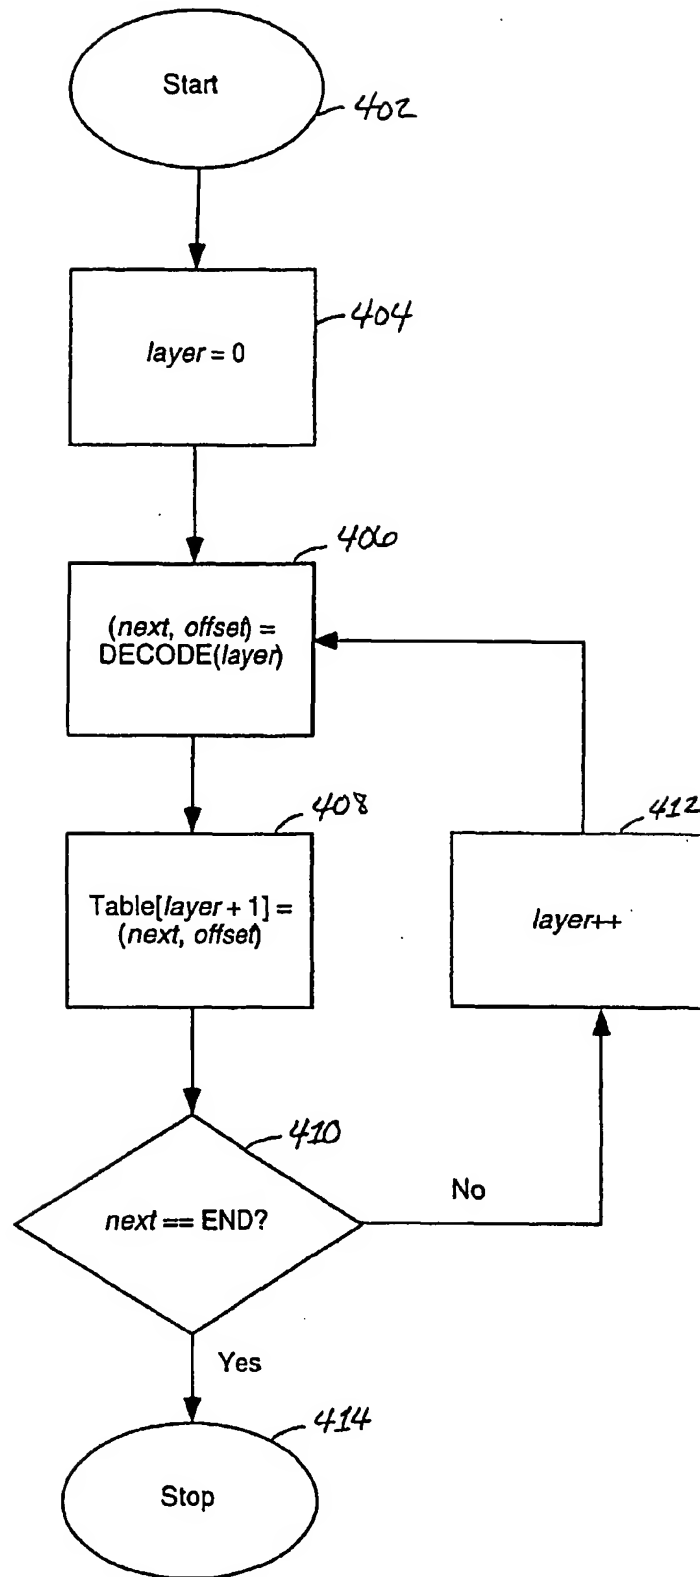 Start
402
layer = 0
404
406
(next, offset) =
DECODE(layer)
408
Table[layer + 1] =
(next, offset)
412
layer++
410
next == END?
No
Yes
414
Stop